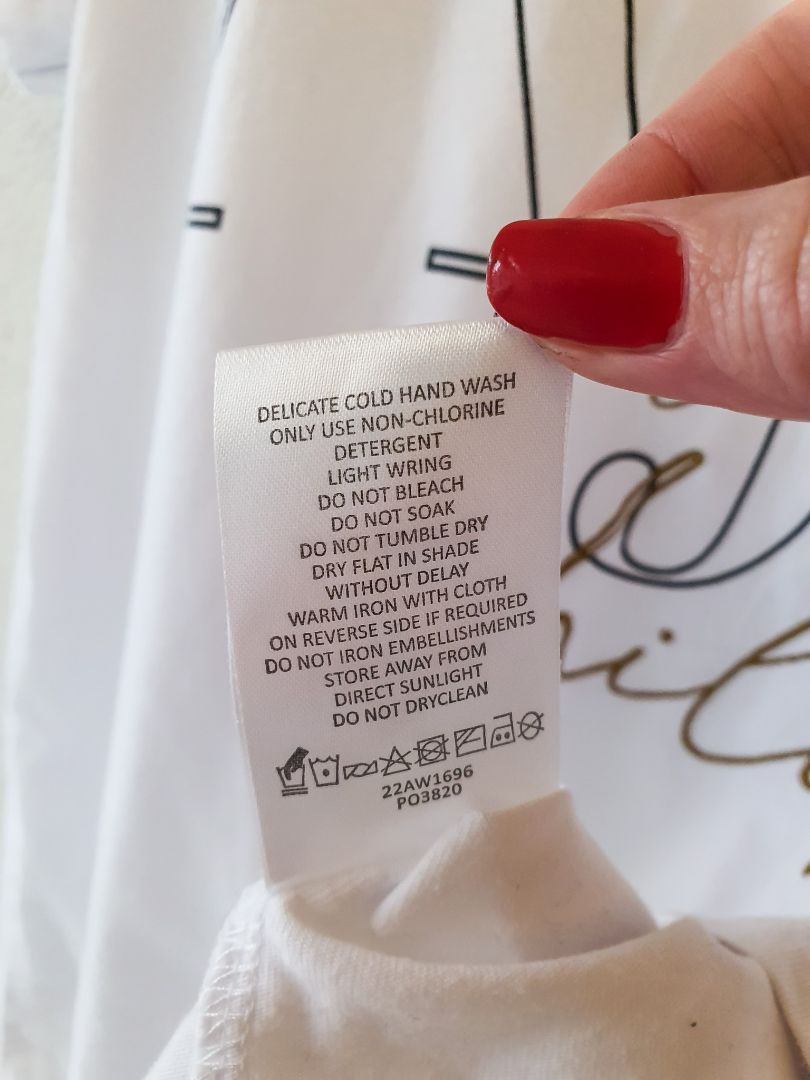 DELICATE COLD HAND WASH
ONLY USE NON-CHLORINE
DETERGENT
LIGHT WRING
DO NOT BLEACH
DO NOT SOAK
DO NOT TUMBLE DRY
DRY FLAT IN SHADE
WITHOUT DELAY
WARM IRON WITH CLOTH
ON REVERSE SIDE IF REQUIRED
DO NOT IRON EMBELLISHMENTS
STORE AWAY FROM
DIRECT SUNLIGHT
DO NOT DRYCLEAN
22AW1696
PO3820